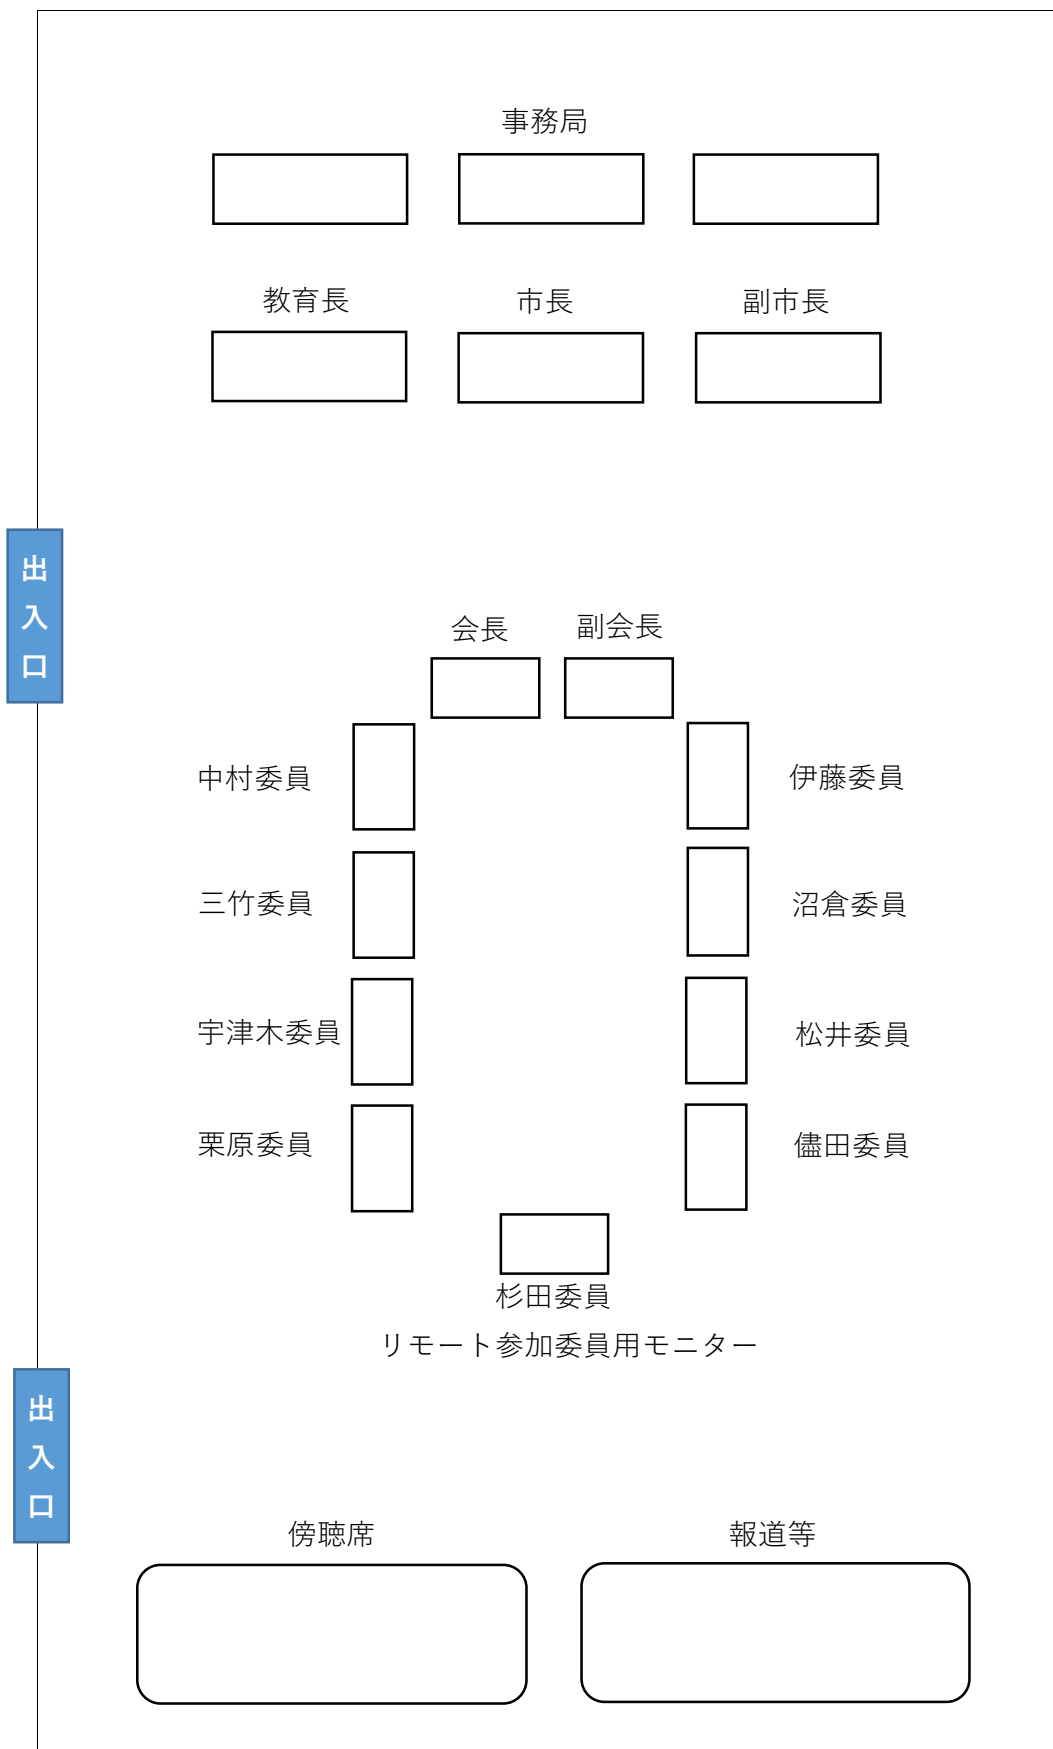 事務局
教育長
市長
副市長
出入口
会長
副会長
中村委員
伊藤委員
三竹委員
沼倉委員
宇津木委員
松井委員
栗原委員
儘田委員
杉田委員
リモート参加委員用モニター
出入口
傍聴席
報道等